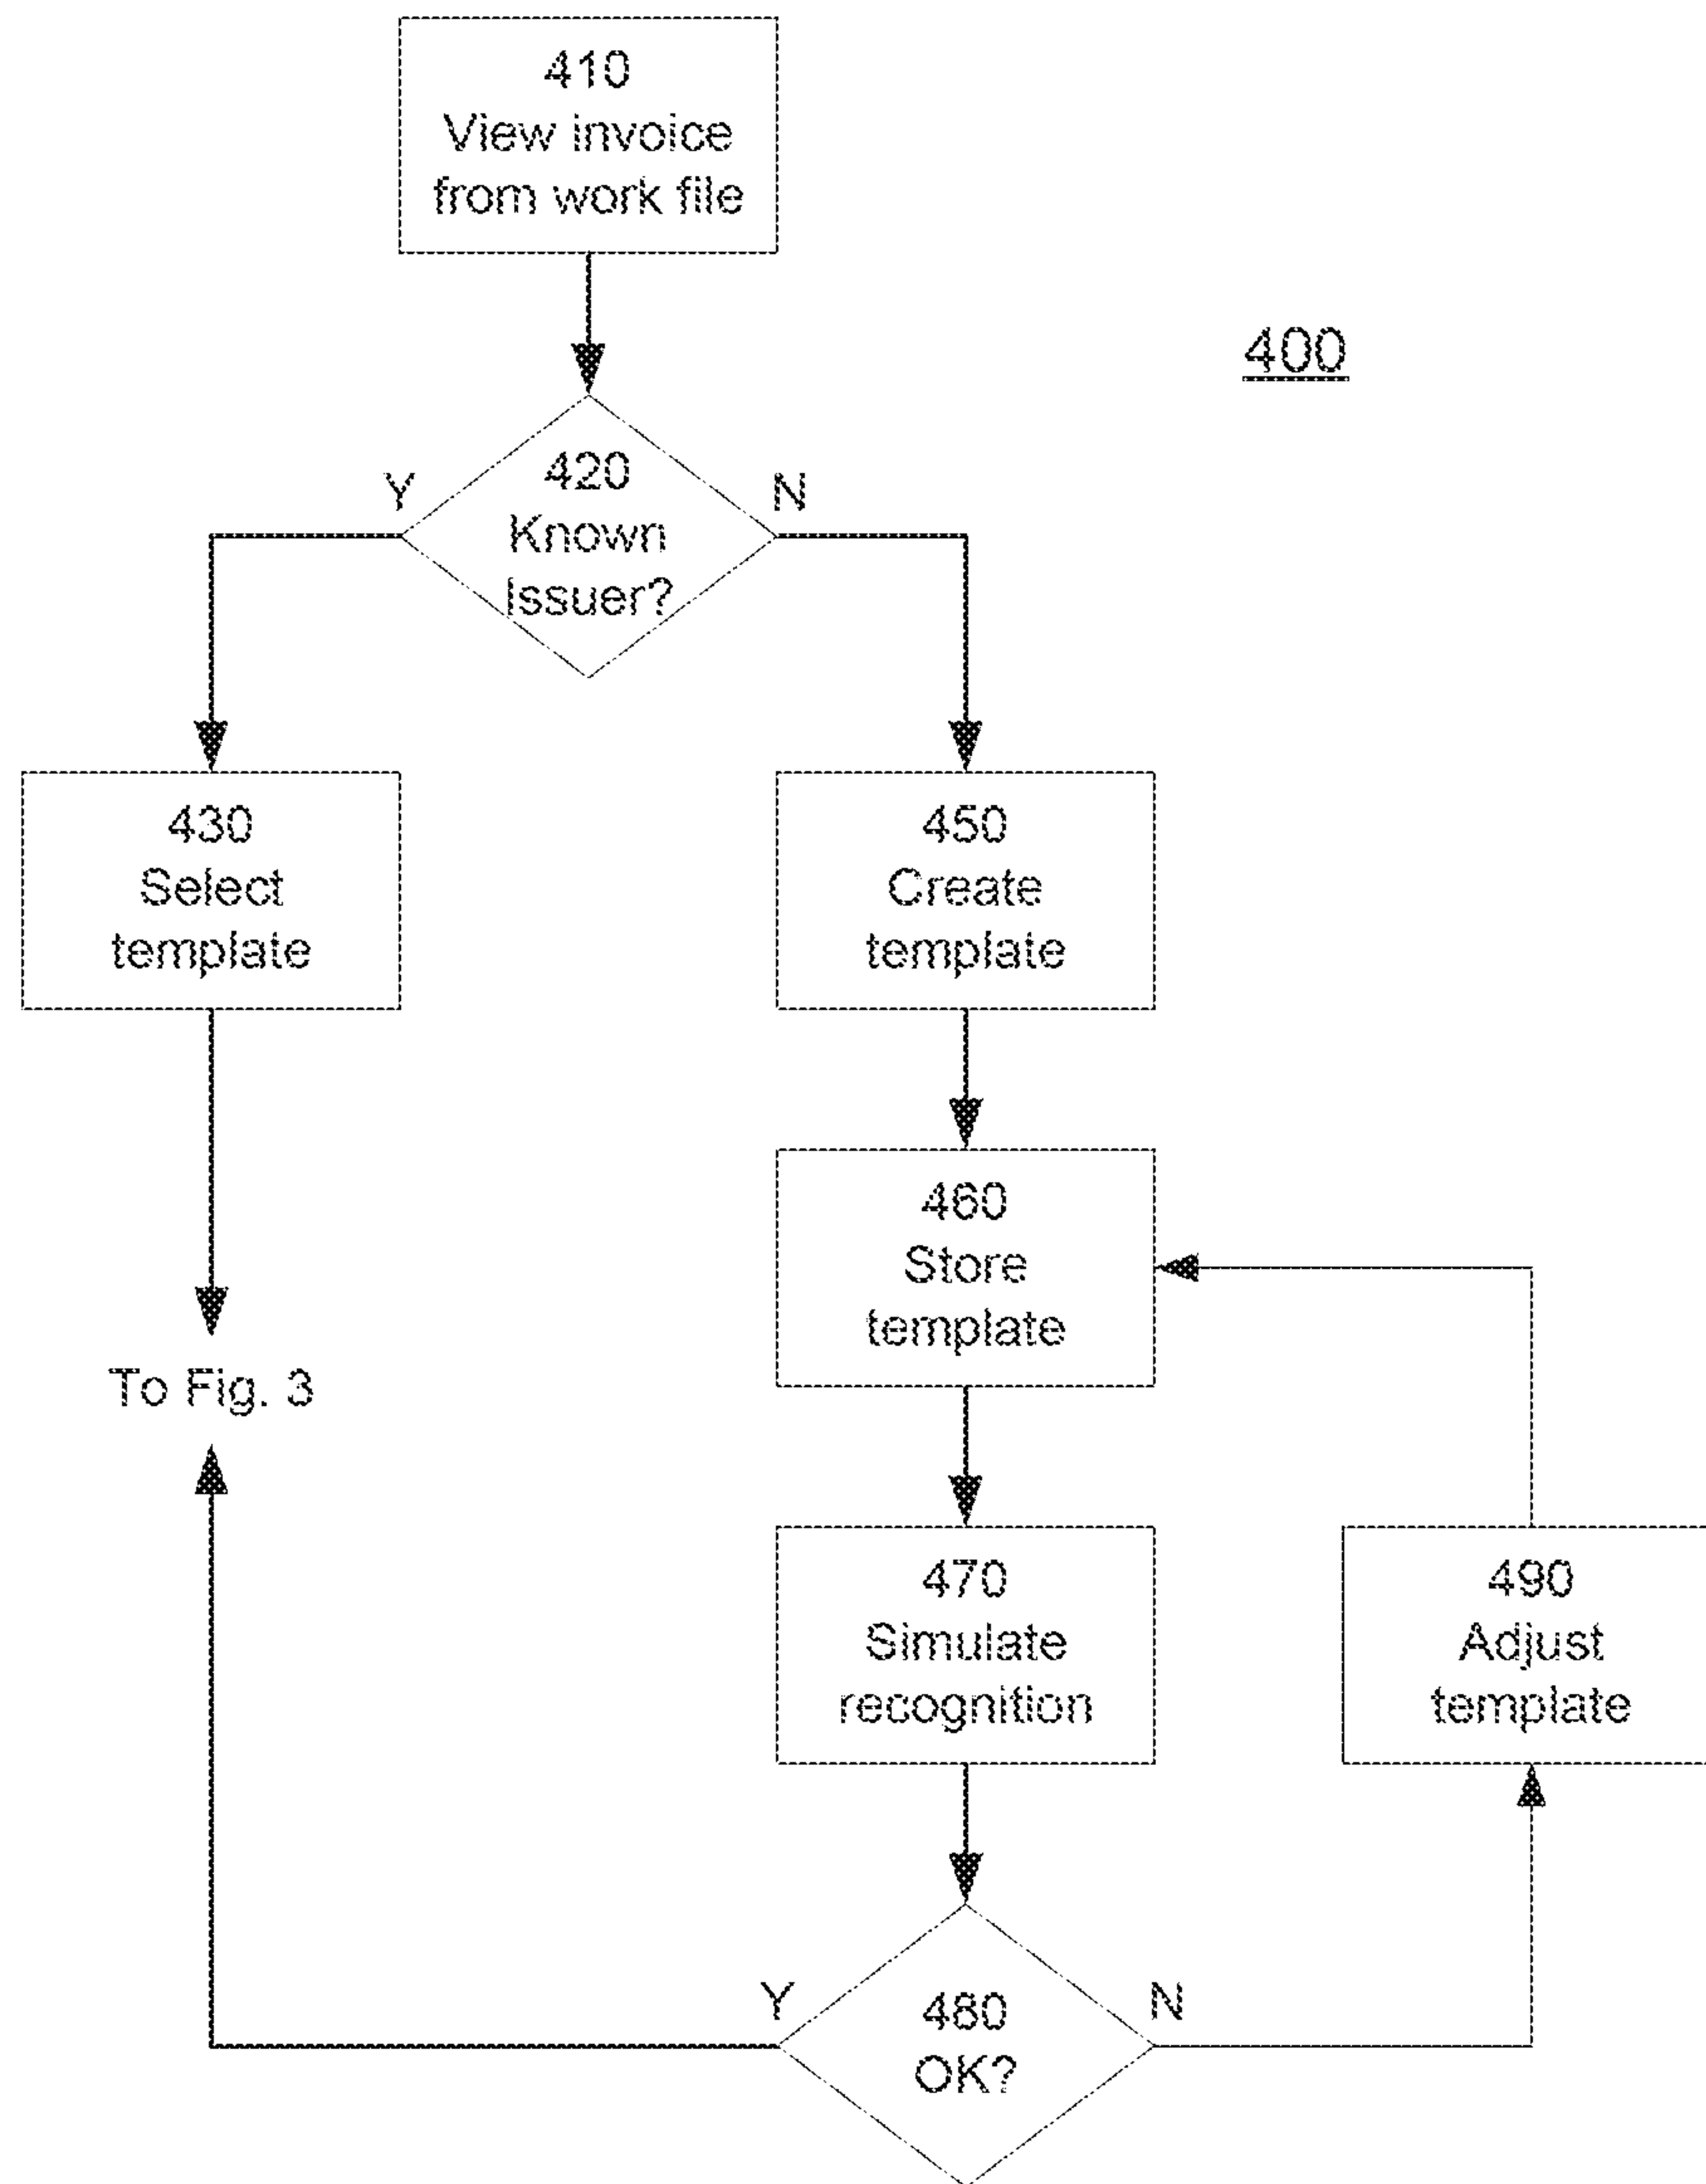 410
View invoice
from work file
400
Y
420
N
Known
Issuer?
430
Select
template
450
Create
template
460
Store
template
To Fig. 3
470
Simulate
recognition
490
Adjust
template
Y
480
N
OK?